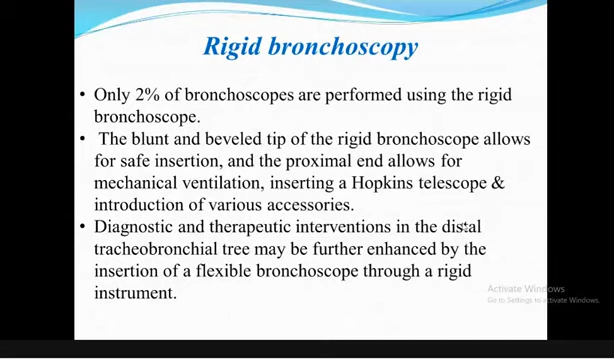 Rigid bronchoscopy
• Only 2% of bronchoscopes are performed using the rigid
bronchoscope.
• The blunt and beveled tip of the rigid bronchoscope allows
for safe insertion, and the proximal end allows for
mechanical ventilation, inserting a Hopkins telescope &
introduction of various accessories.
• Diagnostic and therapeutic interventions in the distal
tracheobronchial tree may be further enhanced by the
insertion of a flexible bronchoscope through a rigid
instrument.
Activate Windows
Go to Settings to activate Windows.